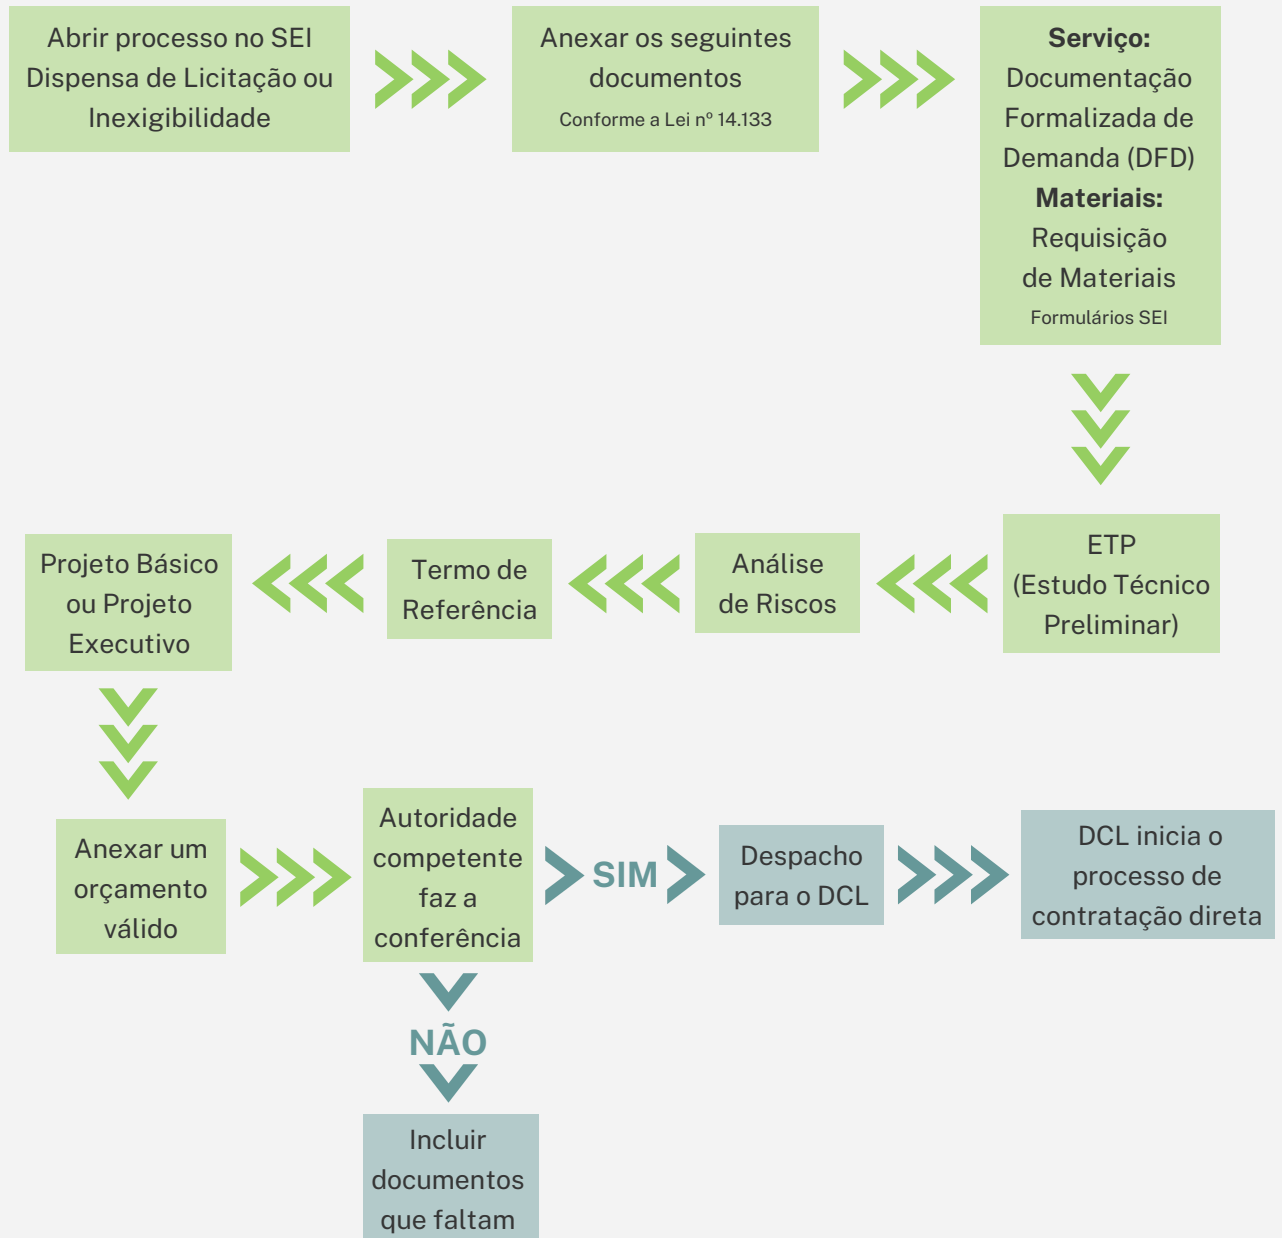 Abrir processo no SEI
Dispensa de Licitação ou
Inexigibilidade
Anexar os seguintes
documentos
Conforme a Lei nº 14.133
Serviço:
Documentação
Formalizada de
Demanda (DFD)
Materiais:
Requisição
de Materiais
Formulários SEI
ETP
(Estudo Técnico
Preliminar)
Análise
de Riscos
Termo de
Referência
Projeto Básico
ou Projeto
Executivo
Anexar um
orçamento
válido
Autoridade
competente
faz a
conferência
SIM
Despacho
para o DCL
DCL inicia o
processo de
contratação direta
NÃO
Incluir
documentos
que faltam